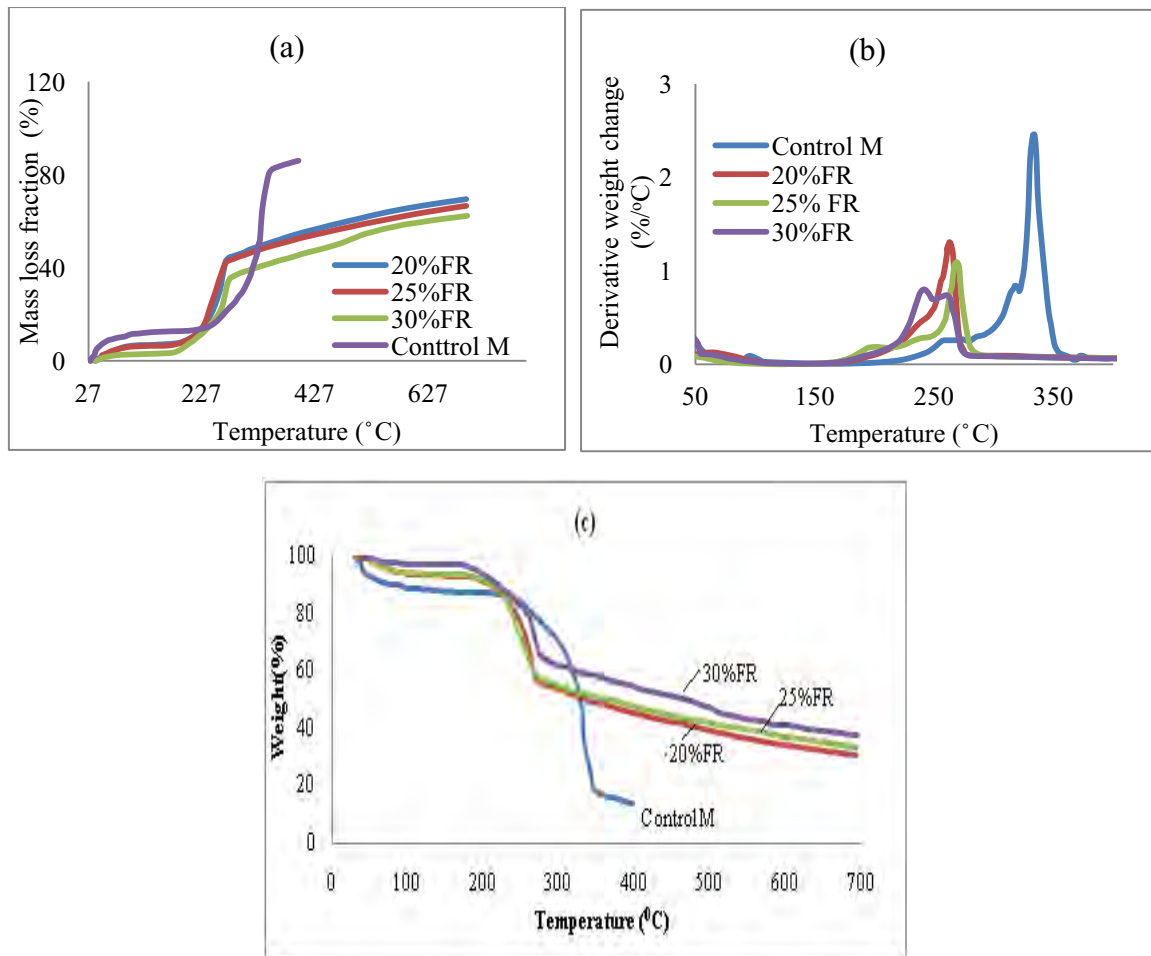 (a)
120
80
40
0
Mass loss fraction (%)
20%FR
25%FR
30%FR
Conttrol M
27 227 427 627
Temperature (˚C)
(b)
3
2
1
0
Derivative weight change
(%/°C)
Control M
20%FR
25% FR
30%FR
50 150 250 350
Temperature (˚C)
(c)
100
80
60
40
20
0
Weight(%)
30%FR
25%FR
20%FR
Control M
0 100 200 300 400 500 600 700
Temperature (⁰C)